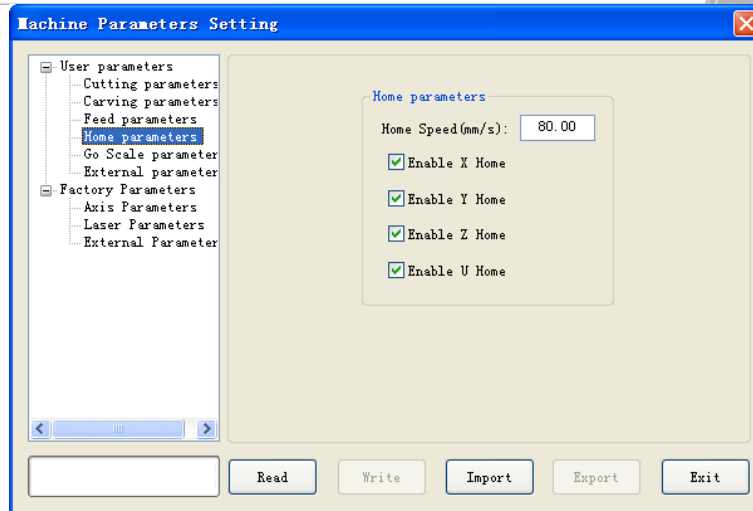 Machine Parameters Setting
User parameters
Cutting parameters
Carving parameters
Feed parameters
Home parameters
Go Scale parameter
External parameter
Factory Parameters
Axis Parameters
Laser Parameters
External Parameter
Home parameters
Home Speed(mm/s): 80.00
Enable X Home
Enable Y Home
Enable Z Home
Enable U Home
Read Write Import Export Exit